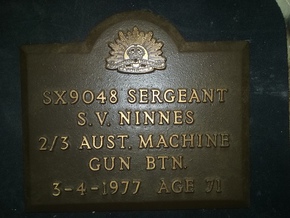 SX9048 SERGEANT
S.V. NINNES
2/3 AUST. MACHINE
GUN BTN.
3-4-1977 AGE 71